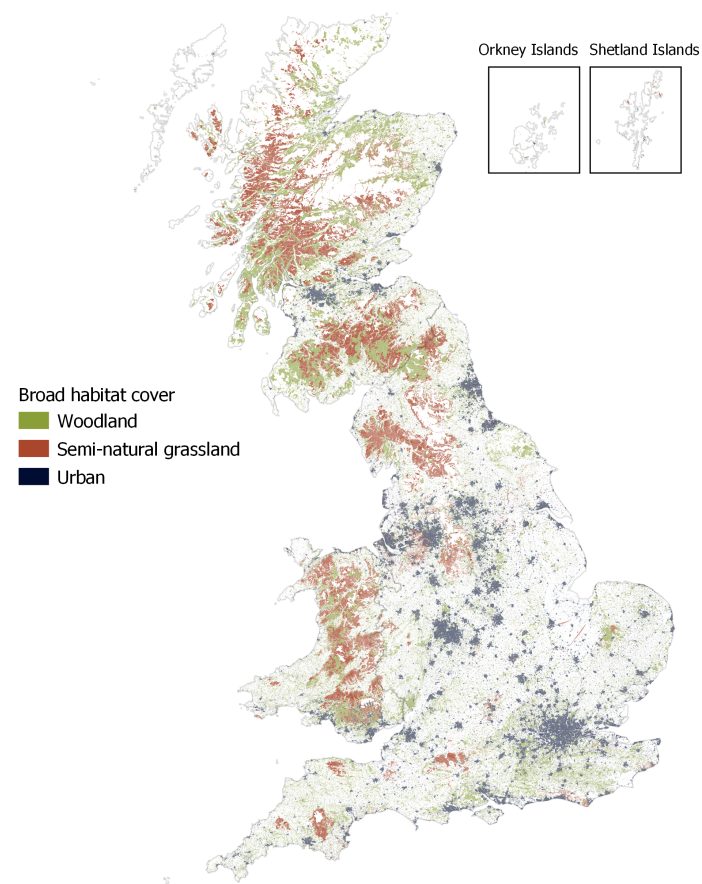 Orkney Islands
Shetland Islands
Broad habitat cover
Woodland
Semi-natural grassland
Urban